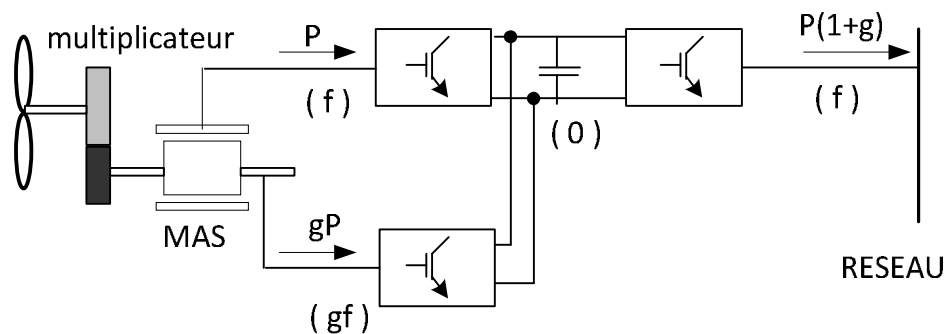 multiplicateur
P
P(1+g)
( f )
( 0 )
( f )
MAS
gP
( gf )
RESEAU